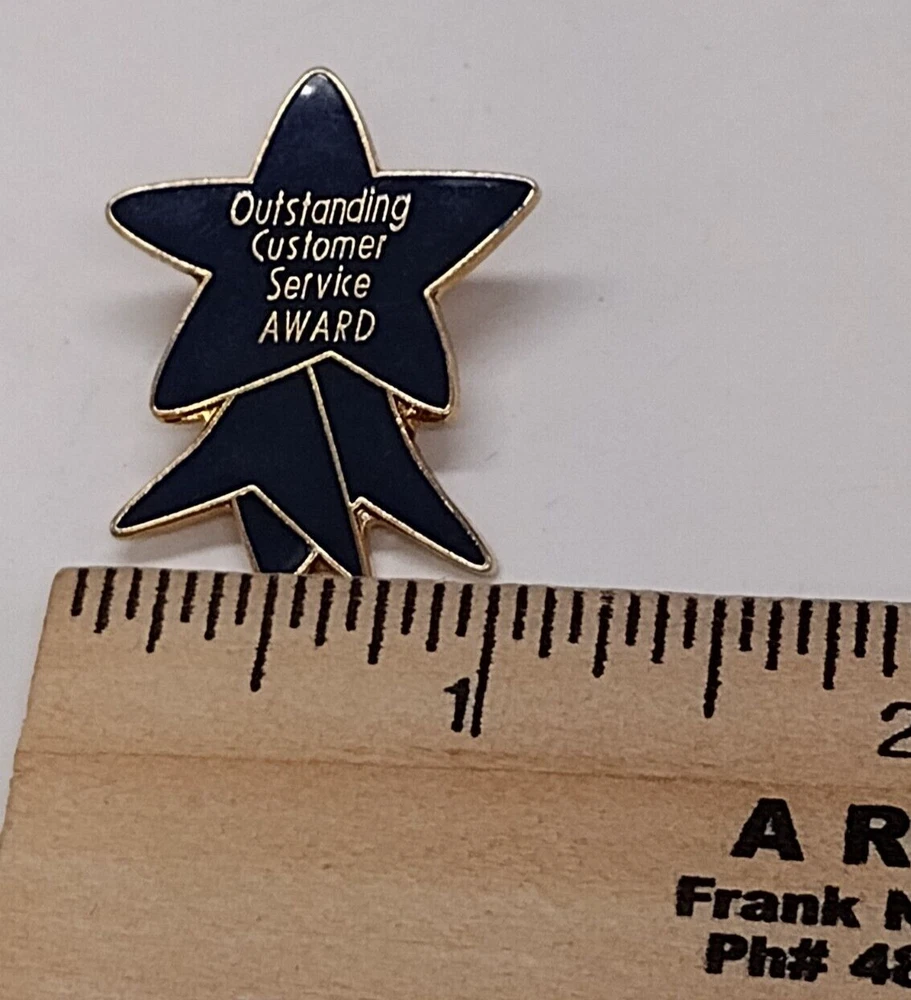 Outstanding
Customer
Service
AWARD
1
2
A R
Frank
Ph# 48